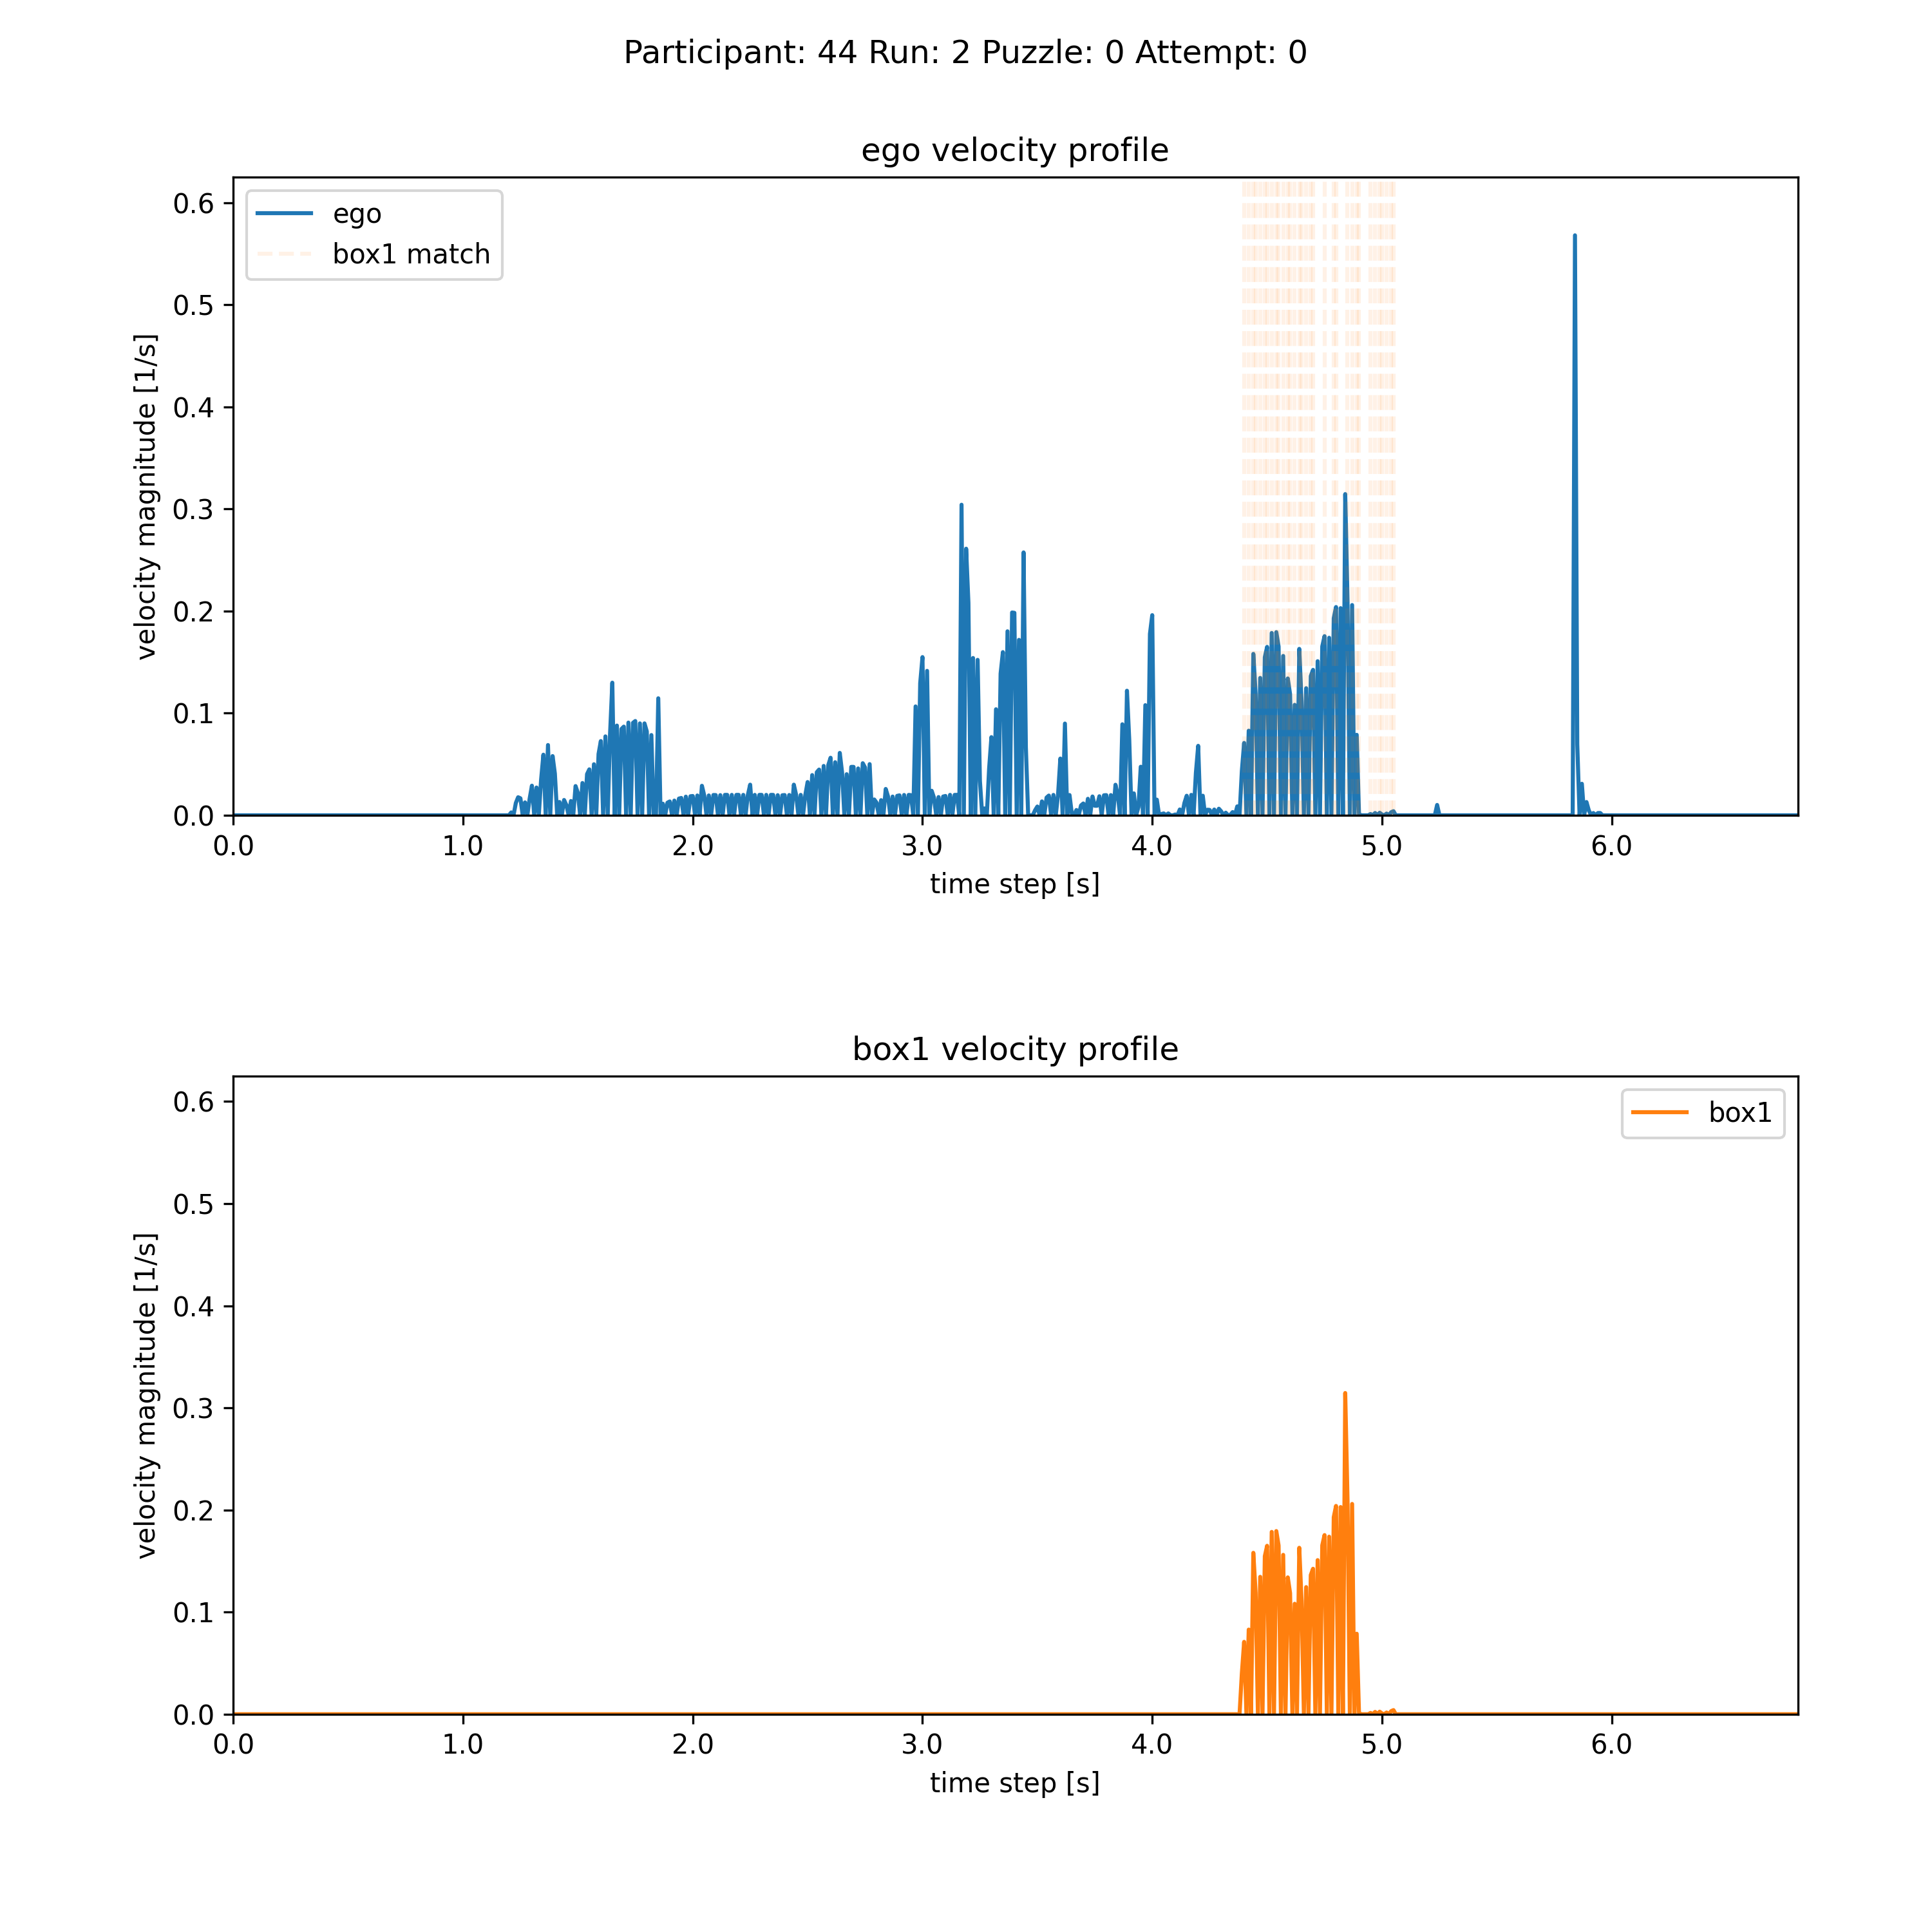 Participant: 44 Run: 2 Puzzle: 0 Attempt: 0
ego velocity profile
velocity magnitude [1/s]
0.6
0.5
0.4
0.3
0.2
0.1
0.0
ego
box1 match
0.0 1.0 2.0 3.0 4.0 5.0 6.0
time step [s]
box1 velocity profile
velocity magnitude [1/s]
0.6
0.5
0.4
0.3
0.2
0.1
0.0
box1
0.0 1.0 2.0 3.0 4.0 5.0 6.0
time step [s]